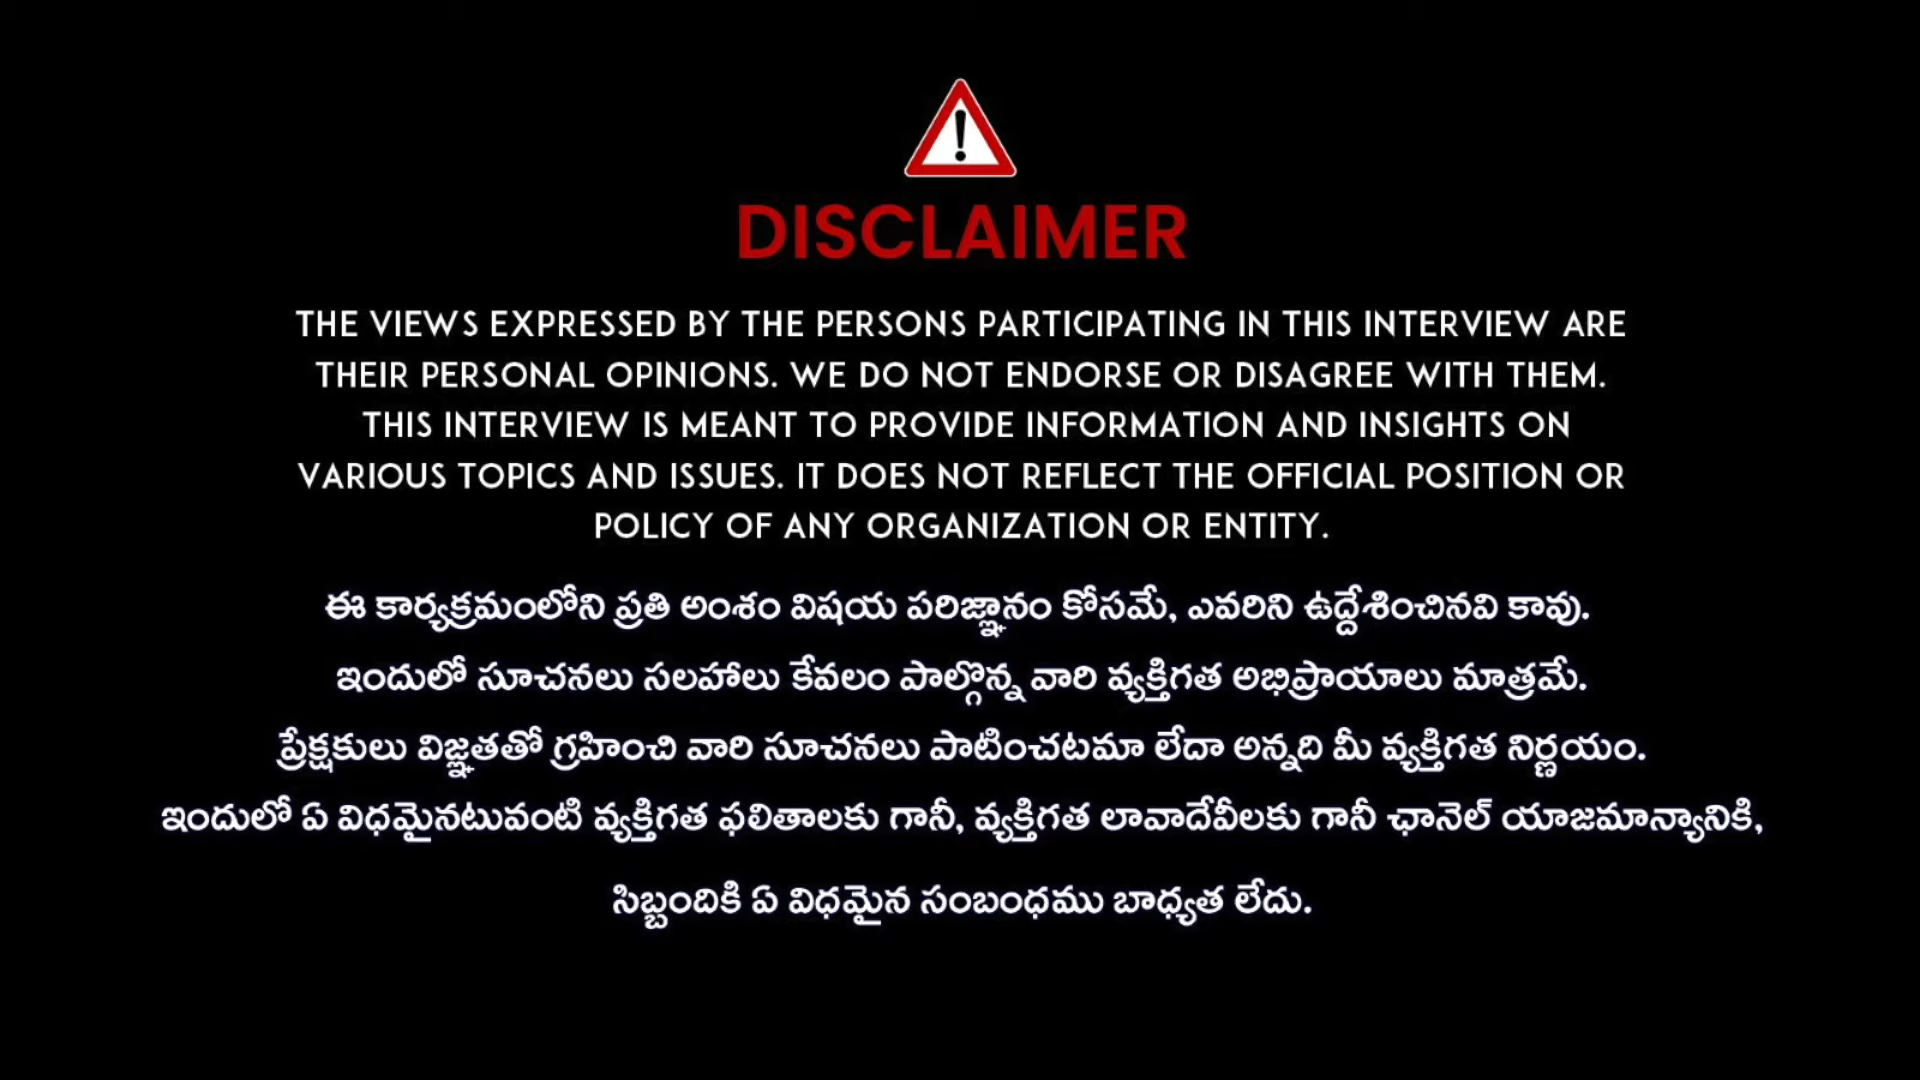 DISCLAIMER
THE VIEWS EXPRESSED BY THE PERSONS PARTICIPATING IN THIS INTERVIEW ARE
THEIR PERSONAL OPINIONS. WE DO NOT ENDORSE OR DISAGREE WITH THEM.
THIS INTERVIEW IS MEANT TO PROVIDE INFORMATION AND INSIGHTS ON
VARIOUS TOPICS AND ISSUES. IT DOES NOT REFLECT THE OFFICIAL POSITION OR
POLICY OF ANY ORGANIZATION OR ENTITY.
ఈ కార్యక్రమంలోని ప్రతి అంశం విషయ పరిజ్ఞానం కోసమే, ఎవరిని ఉద్దేశించినవి కావు.
ఇందులో సూచనలు సలహాలు కేవలం పాల్గొన్న వారి వ్యక్తిగత అభిప్రాయాలు మాత్రమే.
ప్రేక్షకులు విజ్ఞతతో గ్రహించి వారి సూచనలు పాటించటమా లేదా అన్నది మీ వ్యక్తిగత నిర్ణయం.
ఇందులో ఏ విధమైనటువంటి వ్యక్తిగత ఫలితాలకు గానీ, వ్యక్తిగత లావాదేవీలకు గానీ ఛానెల్ యాజమాన్యానికి,
సిబ్బందికి ఏ విధమైన సంబంధము బాధ్యత లేదు.